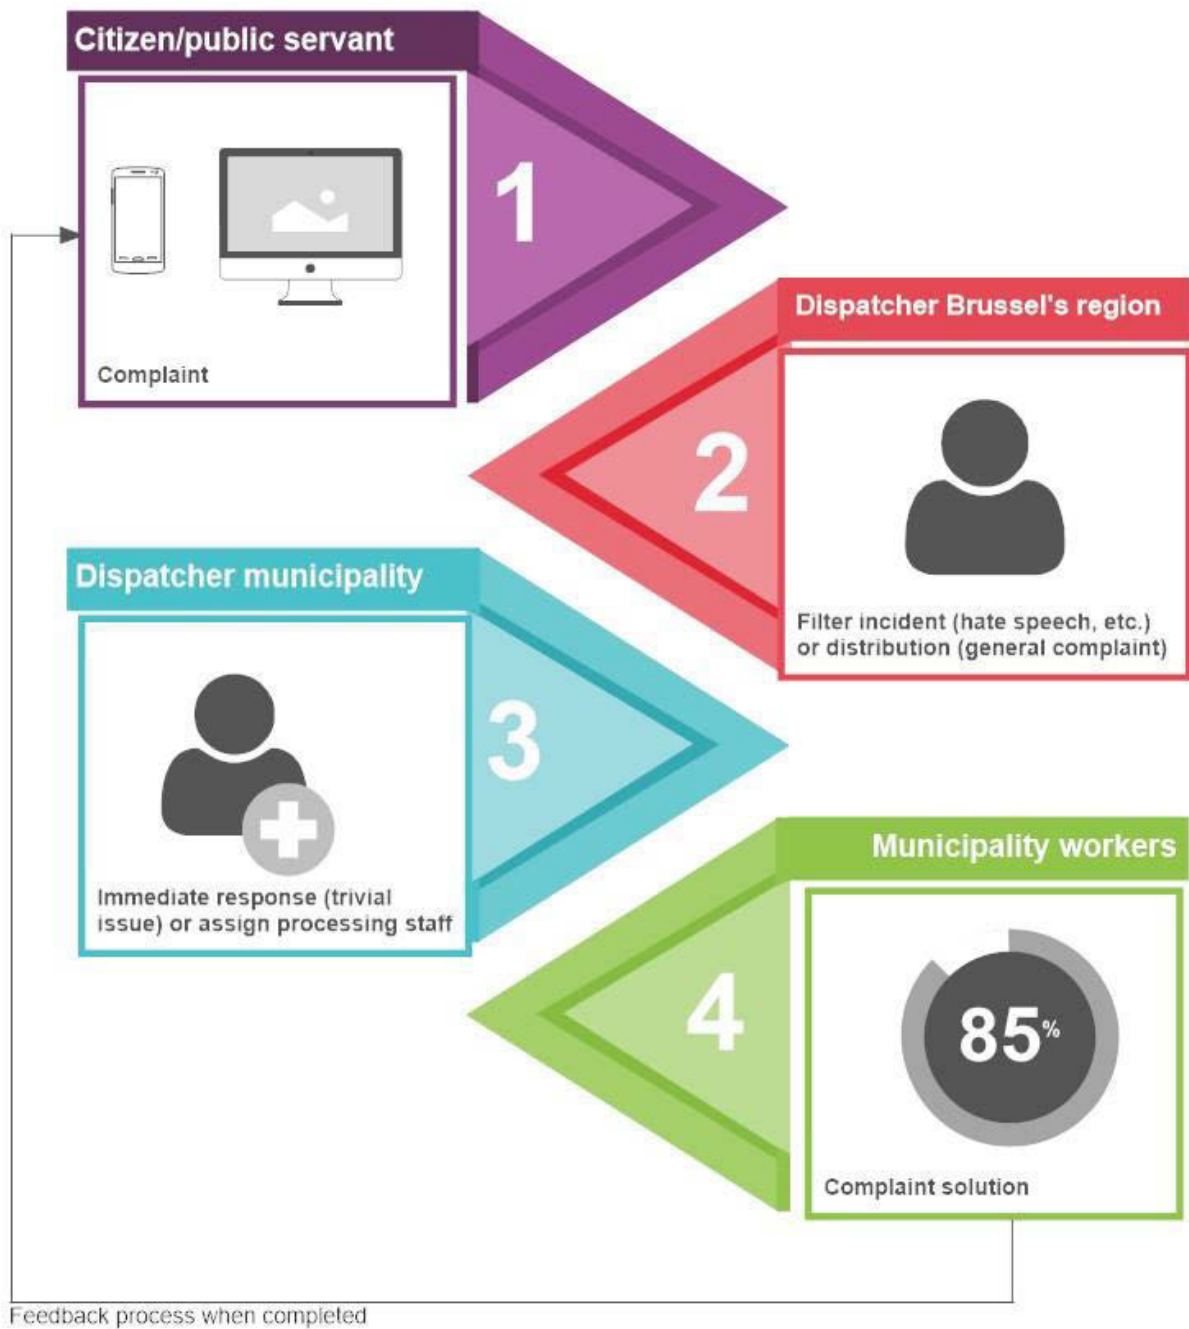 Citizen/public servant
1
Complaint
Dispatcher Brussel's region
2
Filter incident (hate speech, etc.)
or distribution (general complaint)
Dispatcher municipality
3
Immediate response (trivial
issue) or assign processing staff
Municipality workers
4
85%
Complaint solution
Feedback process when completed